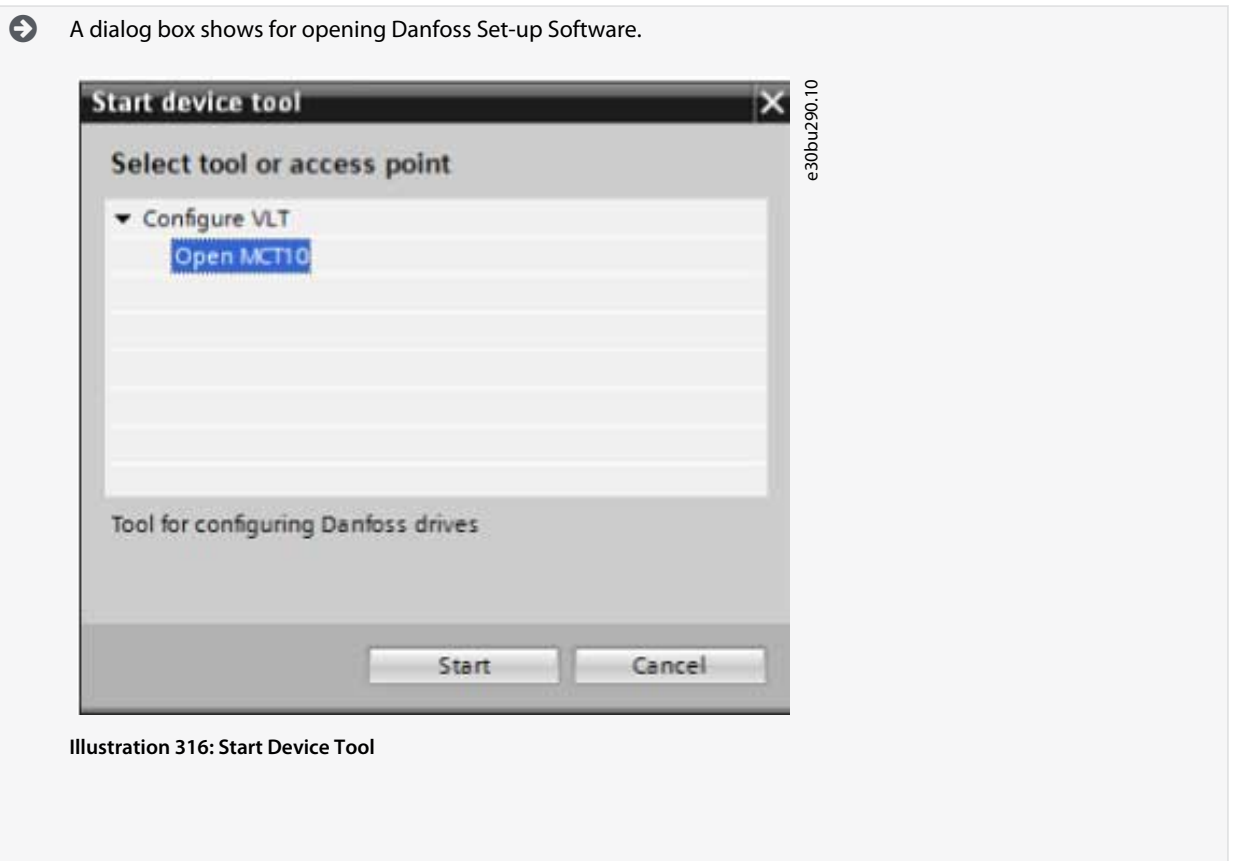 A dialog box shows for opening Danfoss Set-up Software.
Start device tool
e30bu290.10
Select tool or access point
Configure VLT
Open MCT10
Tool for configuring Danfoss drives
Start
Cancel
Illustration 316: Start Device Tool